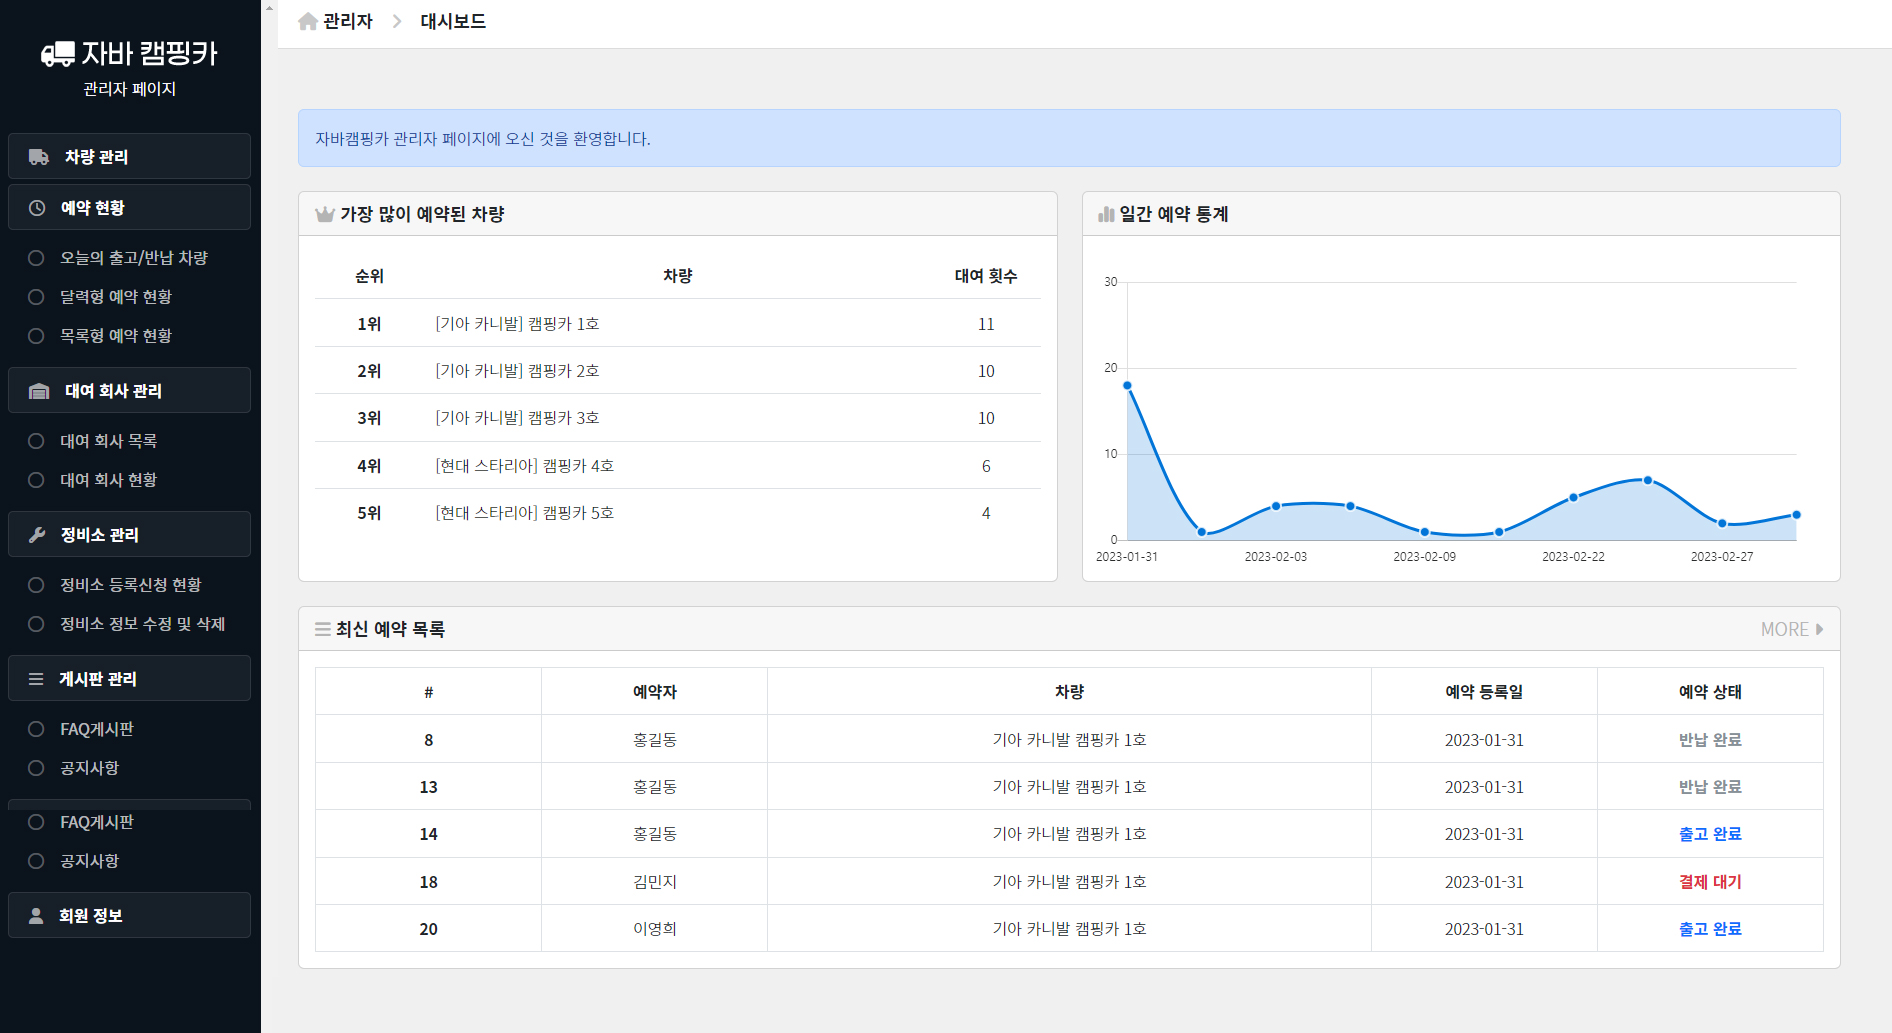 자바 캠핑카
관리자 페이지
차량 관리
예약 현황
오늘의 출고/반납 차량
달력형 예약 현황
목록형 예약 현황
대여 회사 관리
대여 회사 목록
대여 회사 현황
정비소 관리
정비소 등록신청 현황
정비소 정보 수정 및 삭제
게시판 관리
FAQ게시판
공지사항
FAQ게시판
공지사항
회원 정보
관리자 대시보드
자바캠핑카 관리자 페이지에 오신 것을 환영합니다.
가장 많이 예약된 차량
순위 차량 대여 횟수
1위 [기아 카니발] 캠핑카 1호 11
2위 [기아 카니발] 캠핑카 2호 10
3위 [기아 카니발] 캠핑카 3호 10
4위 [현대 스타리아] 캠핑카 4호 6
5위 [현대 스타리아] 캠핑카 5호 4
일간 예약 통계
30
20
10
0
2023-01-31 2023-02-03 2023-02-09 2023-02-22 2023-02-27
최신 예약 목록 MORE
# 예약자 차량 예약 등록일 예약 상태
8 홍길동 기아 카니발 캠핑카 1호 2023-01-31 반납 완료
13 홍길동 기아 카니발 캠핑카 1호 2023-01-31 반납 완료
14 홍길동 기아 카니발 캠핑카 1호 2023-01-31 출고 완료
18 김민지 기아 카니발 캠핑카 1호 2023-01-31 결제 대기
20 이영희 기아 카니발 캠핑카 1호 2023-01-31 출고 완료